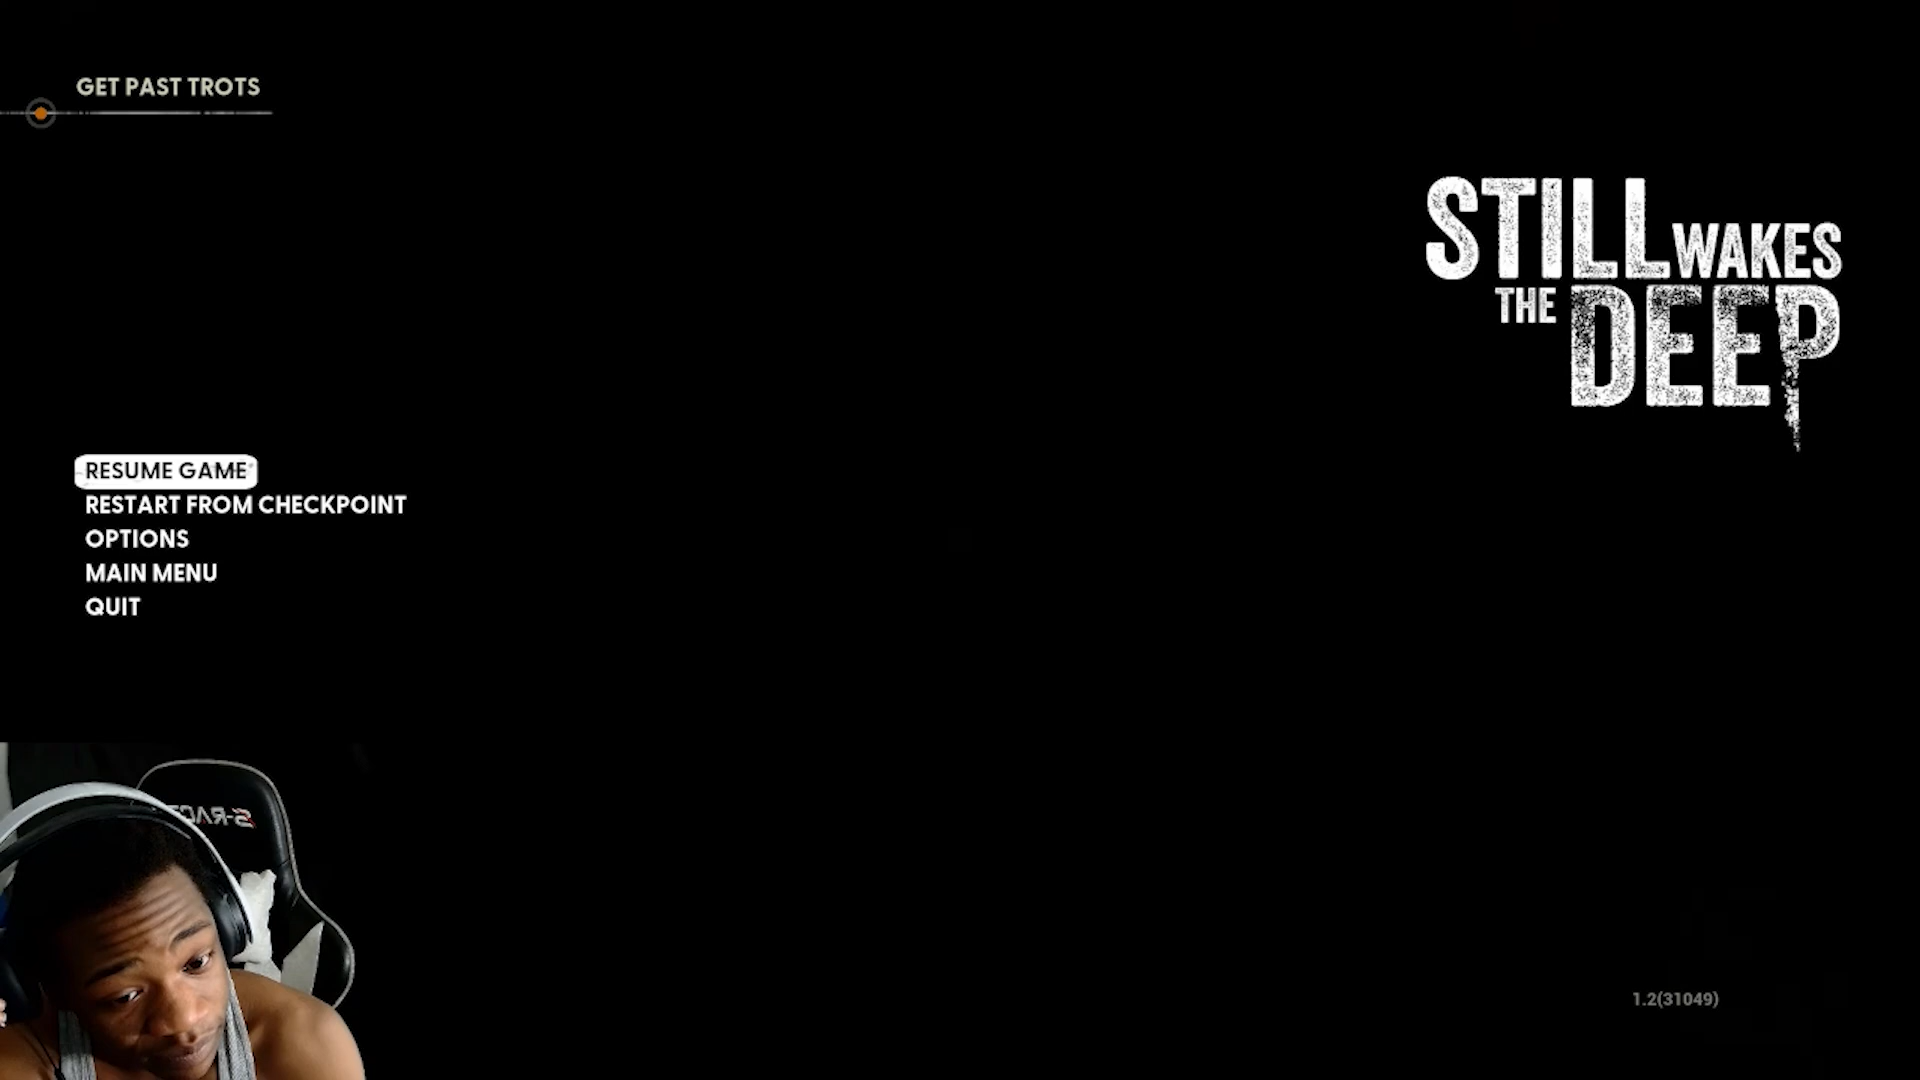 GET PAST TROTS
STILL WAKES
THE DEEP
RESUME GAME
RESTART FROM CHECKPOINT
OPTIONS
MAIN MENU
QUIT
1.2(31049)